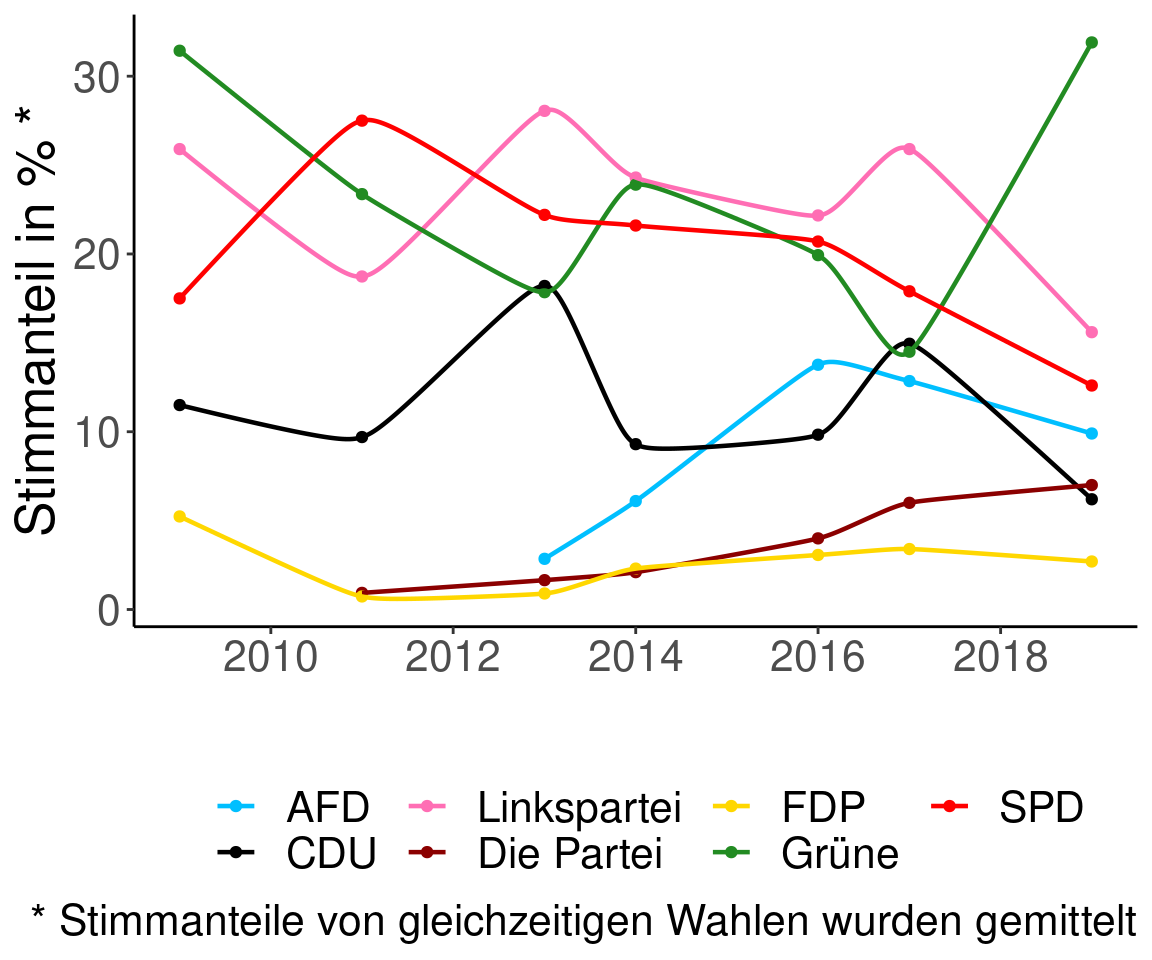 Stimmanteil in % *
30
20
10
0
2010 2012 2014 2016 2018
AFD Linkspartei FDP SPD
CDU Die Partei Grüne
* Stimmanteile von gleichzeitigen Wahlen wurden gemittelt